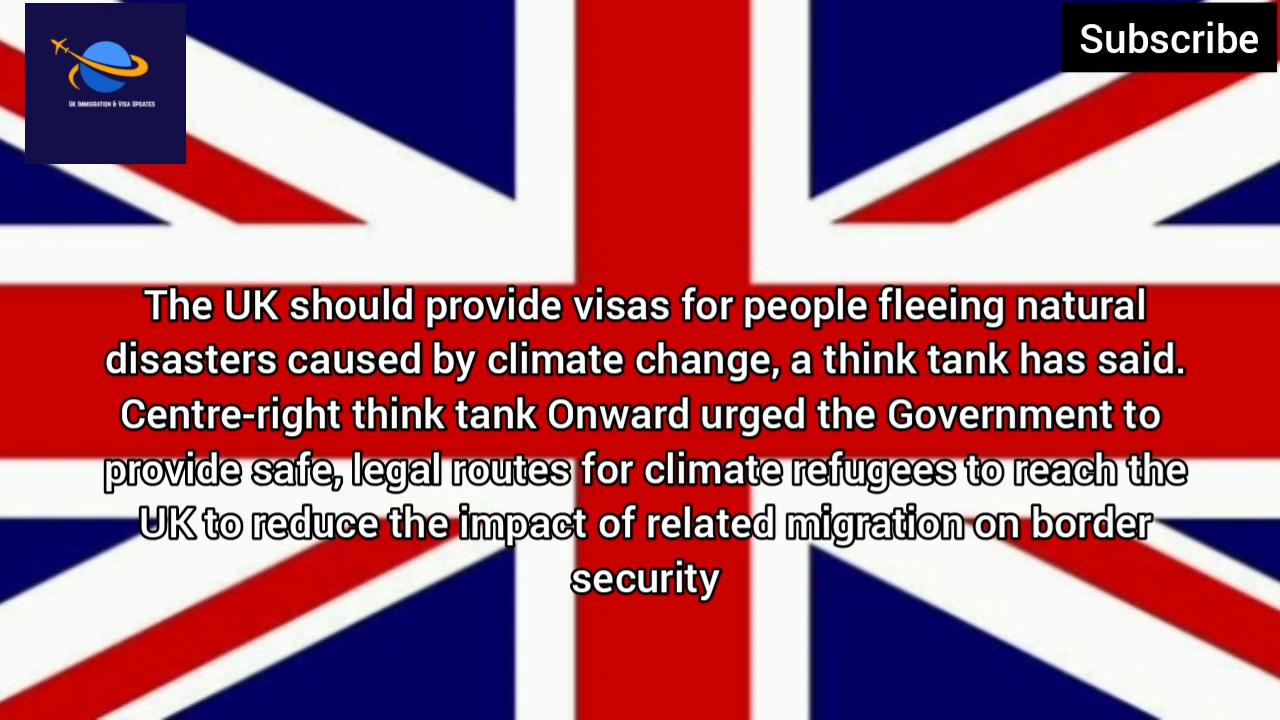 UK Immigration & Visa Updates
Subscribe
The UK should provide visas for people fleeing natural
disasters caused by climate change, a think tank has said.
Centre-right think tank Onward urged the Government to
provide safe, legal routes for climate refugees to reach the
UK to reduce the impact of related migration on border
security